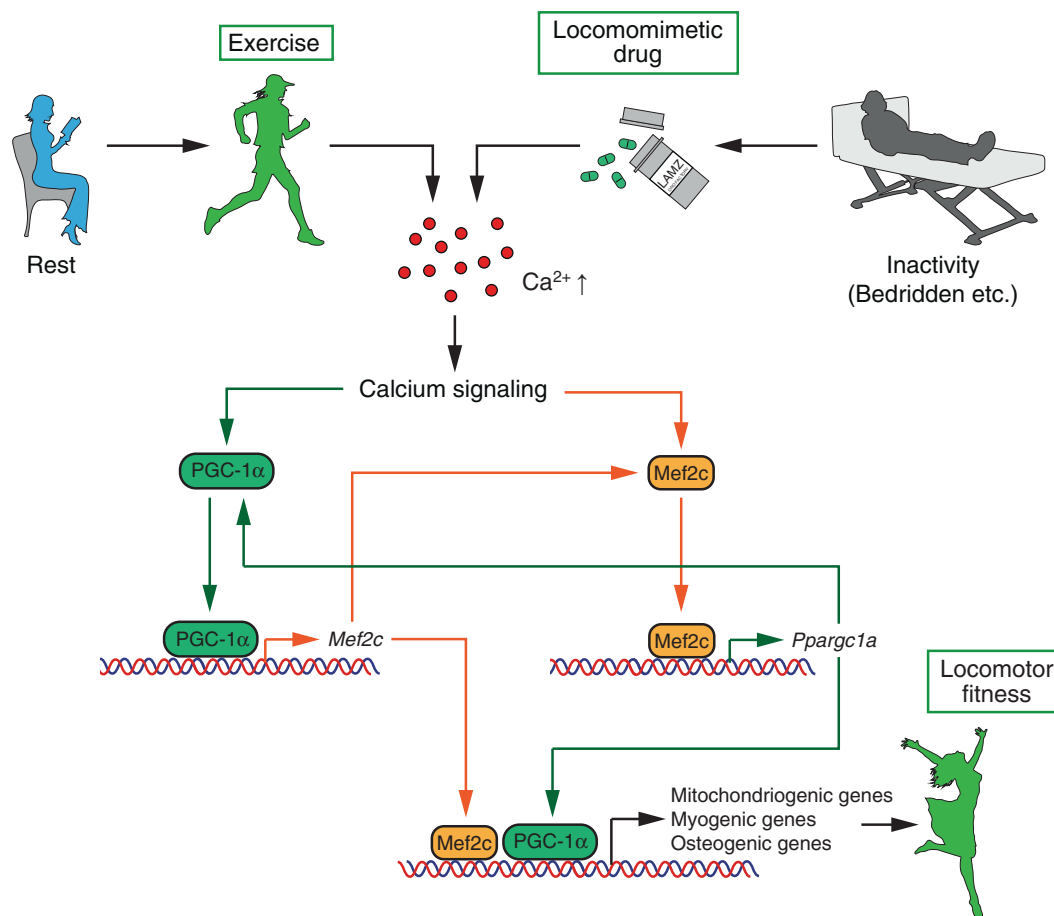 Exercise
Locomomimetic
drug
LAMZ
Rest
Ca²⁺ ↑
Inactivity
(Bedridden etc.)
Calcium signaling
PGC-1α
Mef2c
PGC-1α
Mef2c
Mef2c
Ppargc1a
Locomotor
fitness
Mitochondriogenic genes
Myogenic genes
Osteogenic genes
Mef2c
PGC-1α